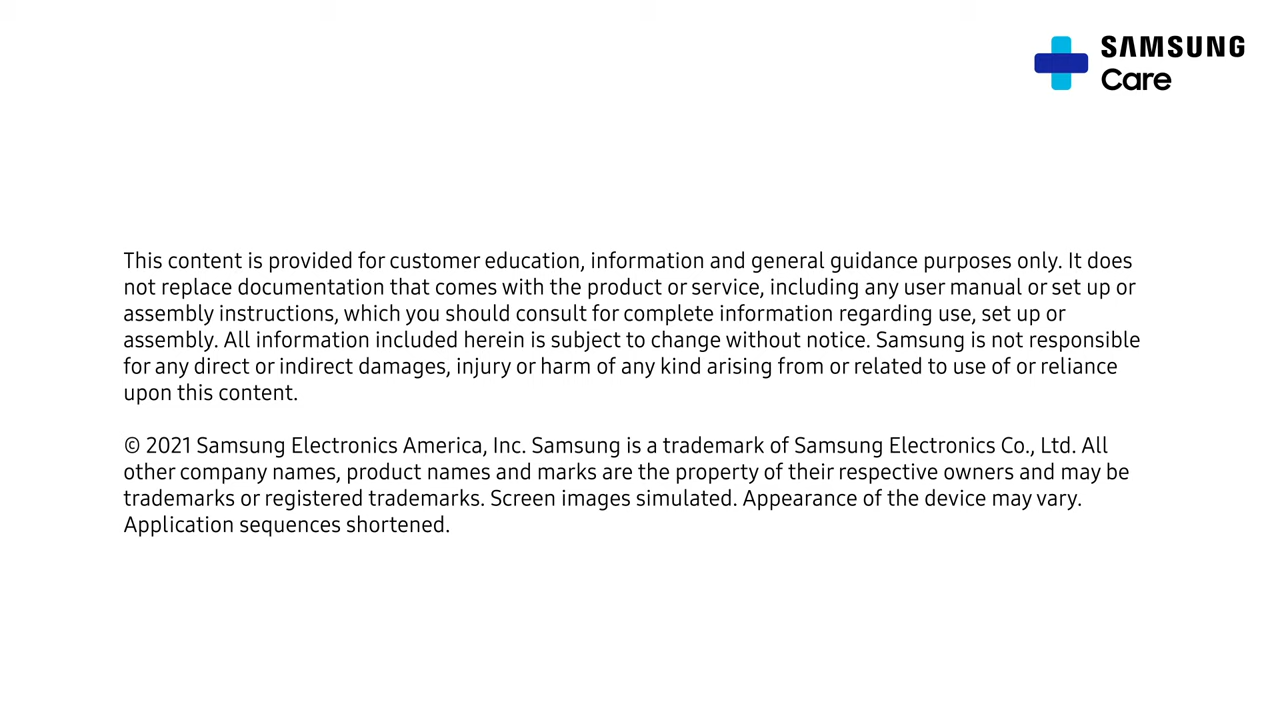 SAMSUNG
Care
This content is provided for customer education, information and general guidance purposes only. It does
not replace documentation that comes with the product or service, including any user manual or set up or
assembly instructions, which you should consult for complete information regarding use, set up or
assembly. All information included herein is subject to change without notice. Samsung is not responsible
for any direct or indirect damages, injury or harm of any kind arising from or related to use of or reliance
upon this content.
© 2021 Samsung Electronics America, Inc. Samsung is a trademark of Samsung Electronics Co., Ltd. All
other company names, product names and marks are the property of their respective owners and may be
trademarks or registered trademarks. Screen images simulated. Appearance of the device may vary.
Application sequences shortened.